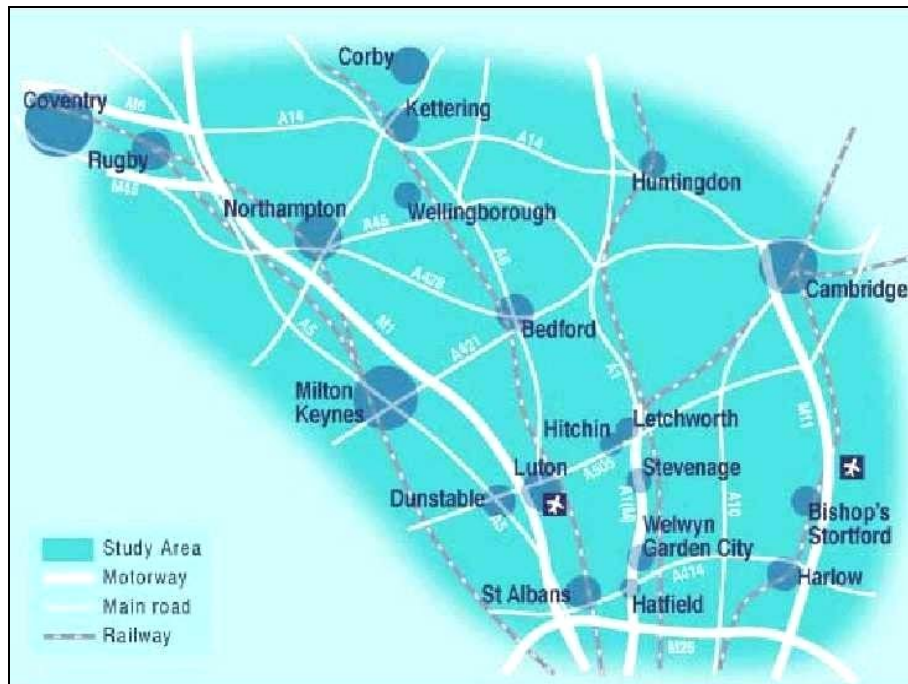 Corby
Coventry
M6
A14
Kettering
A14
Rugby
M45
Huntingdon
Northampton
Wellingborough
A45
A6
Cambridge
A428
Bedford
A5
M1
A421
A1
Milton
Keynes
Letchworth
Hitchin
M11
Luton
A505
Stevenage
Dunstable
A5
A1(M)
A10
Bishop's
Stortford
Welwyn
Garden City
A414
Harlow
St Albans
Hatfield
M25
Study Area
Motorway
Main road
Railway